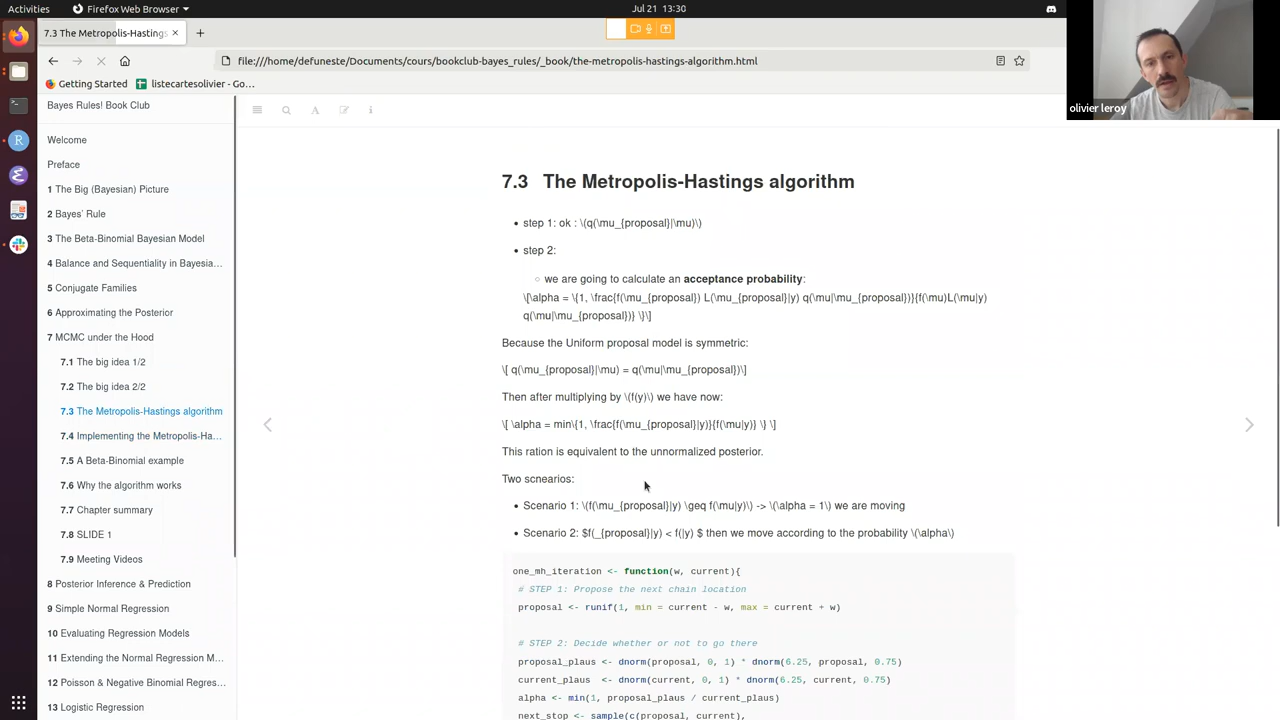 Activities
Firefox Web Browser
Jul 21 13:30
7.3 The Metropolis-Hastings
file:///home/defuneste/Documents/cours/bookclub-bayes_rules/_book/the-metropolis-hastings-algorithm.html
Getting Started
listecartesolivier - Go…
olivier leroy
Bayes Rules! Book Club
Welcome
Preface
1 The Big (Bayesian) Picture
2 Bayes' Rule
3 The Beta-Binomial Bayesian Model
4 Balance and Sequentiality in Bayesia…
5 Conjugate Families
6 Approximating the Posterior
7 MCMC under the Hood
7.1 The big idea 1/2
7.2 The big idea 2/2
7.3 The Metropolis-Hastings algorithm
7.4 Implementing the Metropolis-Ha…
7.5 A Beta-Binomial example
7.6 Why the algorithm works
7.7 Chapter summary
7.8 SLIDE 1
7.9 Meeting Videos
8 Posterior Inference & Prediction
9 Simple Normal Regression
10 Evaluating Regression Models
11 Extending the Normal Regression M…
12 Poisson & Negative Binomial Regres…
13 Logistic Regression
7.3 The Metropolis-Hastings algorithm
step 1: ok : \(q(\mu_{proposal}|\mu)\)
step 2:
we are going to calculate an acceptance probability:
\[\alpha = \{1, \frac{f(\mu_{proposal}) L(\mu_{proposal}|y) q(\mu|\mu_{proposal})}{f(\mu)L(\mu|y)
q(\mu|\mu_{proposal})} \}\]
Because the Uniform proposal model is symmetric:
\[ q(\mu_{proposal}|\mu) = q(\mu|\mu_{proposal})\]
Then after multiplying by \(f(y)\) we have now:
\[ \alpha = min\{1, \frac{f(\mu_{proposal}|y)}{f(\mu|y)} \} \]
This ration is equivalent to the unnormalized posterior.
Two scnearios:
Scenario 1: \(f(\mu_{proposal}|y) \geq f(\mu|y)\) -> \(\alpha = 1\) we are moving
Scenario 2: $f(_{proposal}|y) < f(|y) $ then we move according to the probability \(\alpha\)
one_mh_iteration <- function(w, current){
# STEP 1: Propose the next chain location
proposal <- runif(1, min = current - w, max = current + w)
# STEP 2: Decide whether or not to go there
proposal_plaus <- dnorm(proposal, 0, 1) * dnorm(6.25, proposal, 0.75)
current_plaus <- dnorm(current, 0, 1) * dnorm(6.25, current, 0.75)
alpha <- min(1, proposal_plaus / current_plaus)
next_stop <- sample(c(proposal, current),